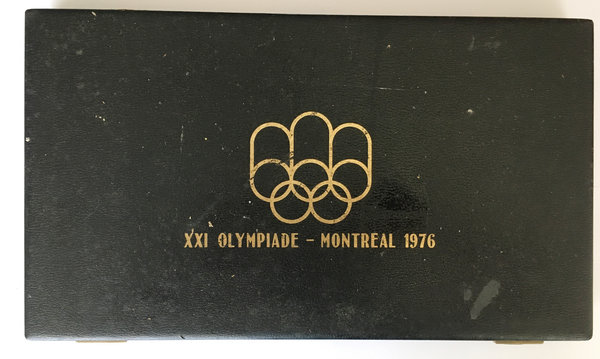 XXI OLYMPIADE - MONTREAL 1976